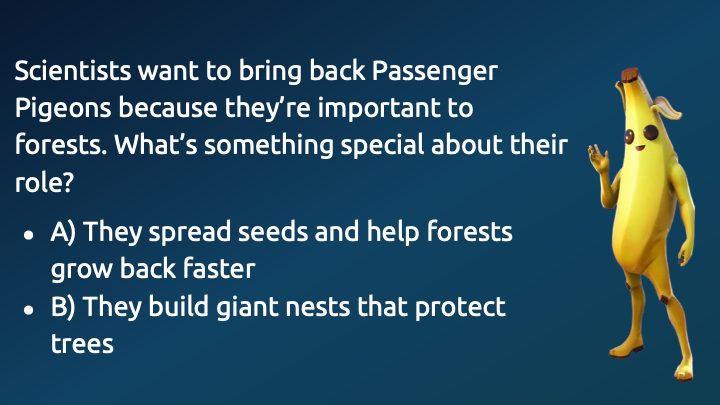 Scientists want to bring back Passenger
Pigeons because they’re important to
forests. What’s something special about their
role?
• A) They spread seeds and help forests
grow back faster
• B) They build giant nests that protect
trees